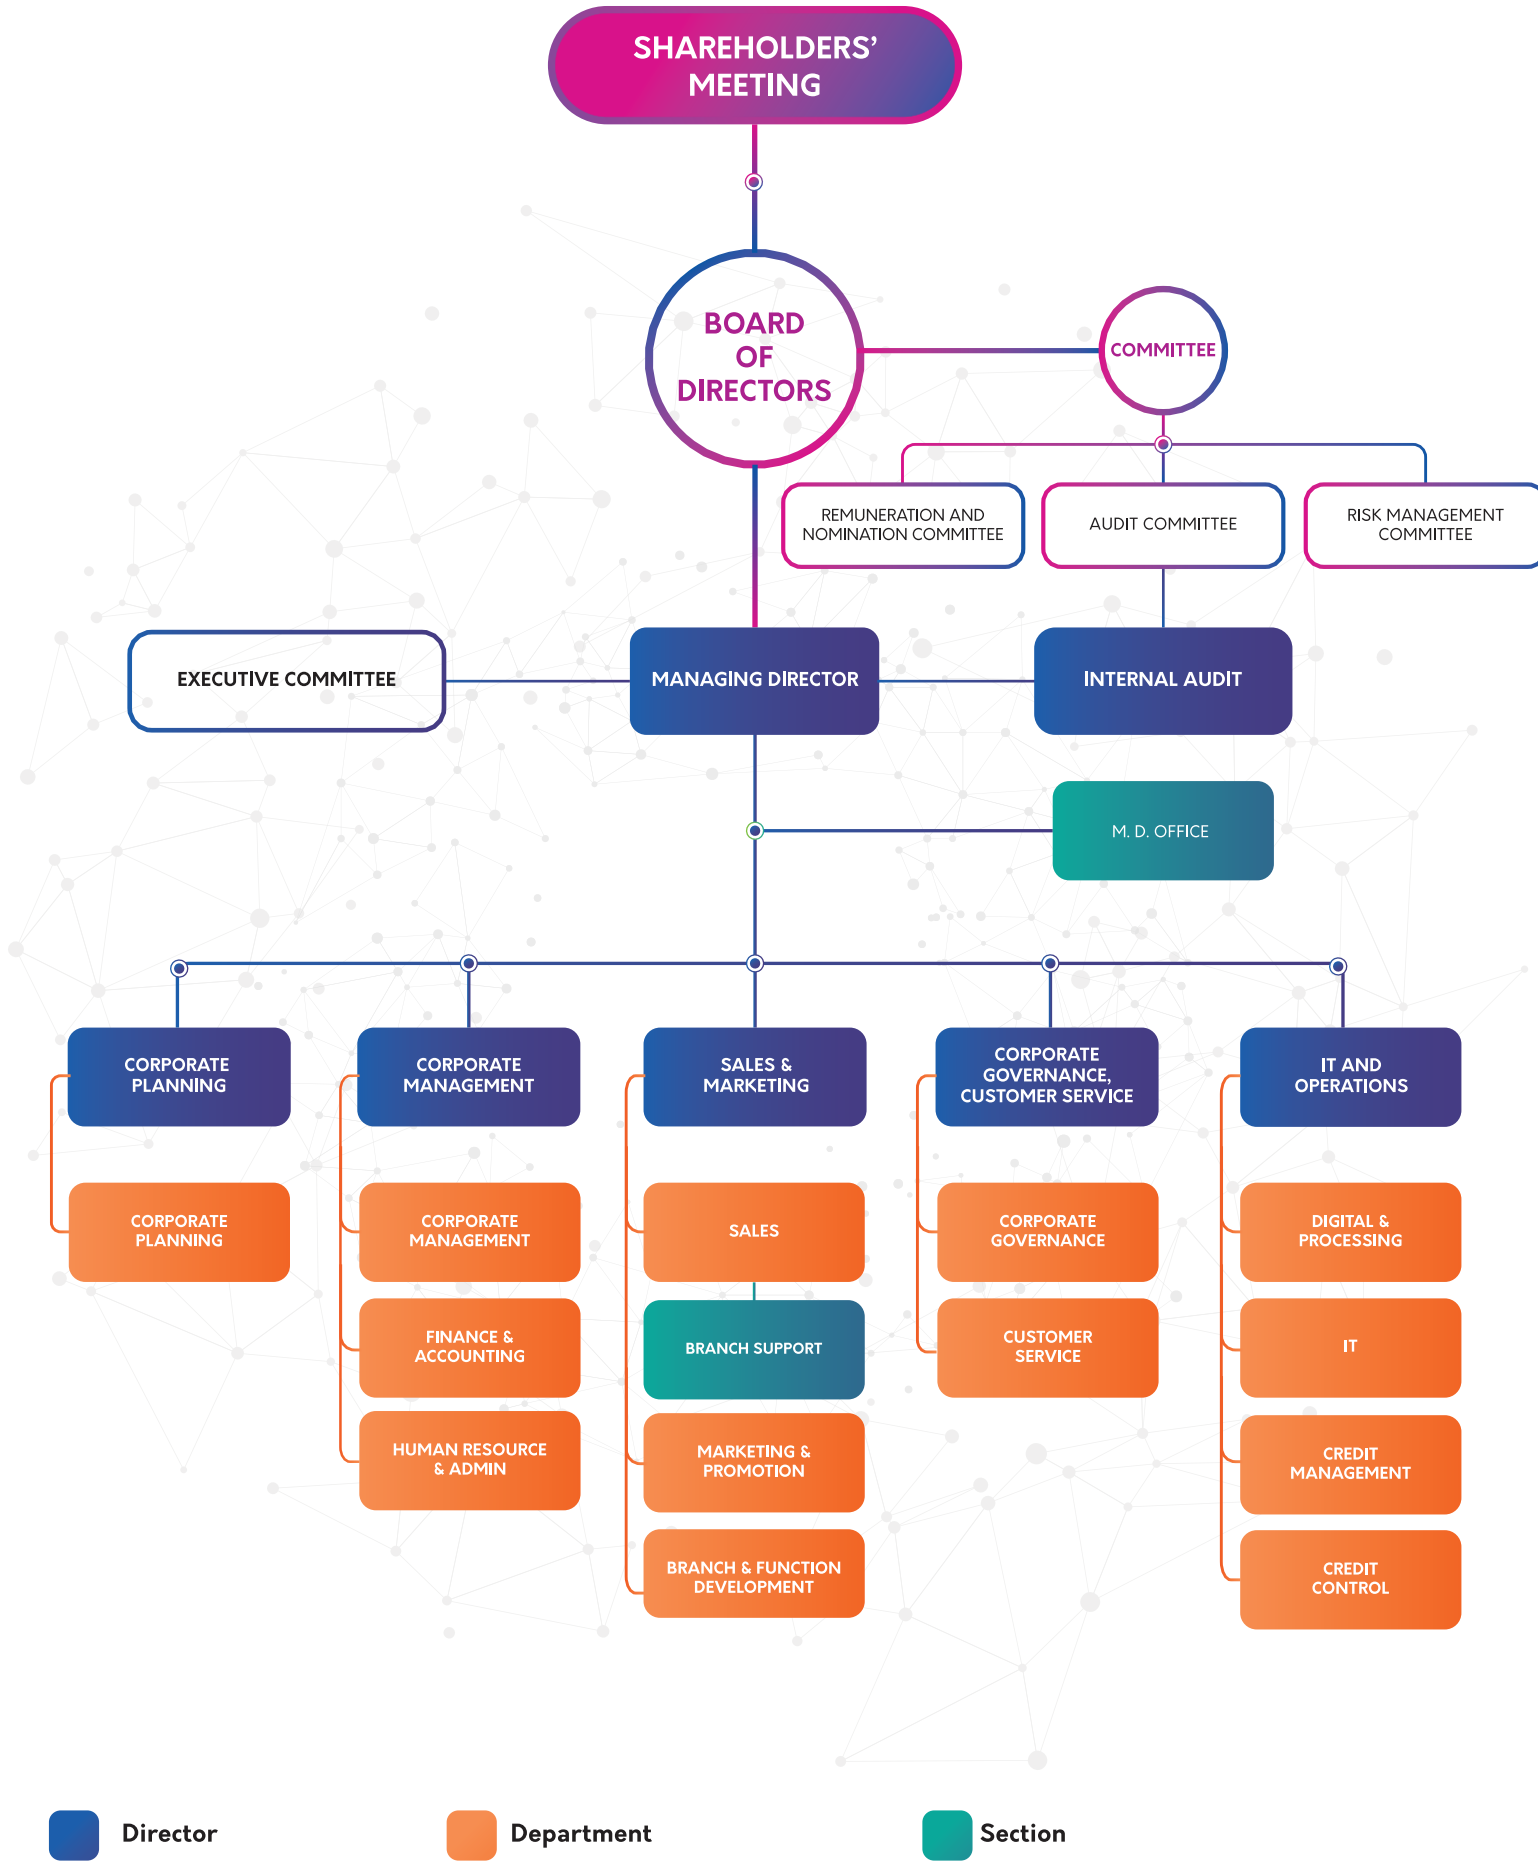 SHAREHOLDERS’
MEETING
BOARD
OF
DIRECTORS
COMMITTEE
REMUNERATION AND
NOMINATION COMMITTEE
AUDIT COMMITTEE
RISK MANAGEMENT
COMMITTEE
EXECUTIVE COMMITTEE
MANAGING DIRECTOR
INTERNAL AUDIT
M. D. OFFICE
CORPORATE
PLANNING
CORPORATE
MANAGEMENT
SALES &
MARKETING
CORPORATE
GOVERNANCE,
CUSTOMER SERVICE
IT AND
OPERATIONS
CORPORATE
PLANNING
CORPORATE
MANAGEMENT
SALES
CORPORATE
GOVERNANCE
DIGITAL &
PROCESSING
FINANCE &
ACCOUNTING
BRANCH SUPPORT
CUSTOMER
SERVICE
IT
HUMAN RESOURCE
& ADMIN
MARKETING &
PROMOTION
CREDIT
MANAGEMENT
BRANCH & FUNCTION
DEVELOPMENT
CREDIT
CONTROL
Director
Department
Section